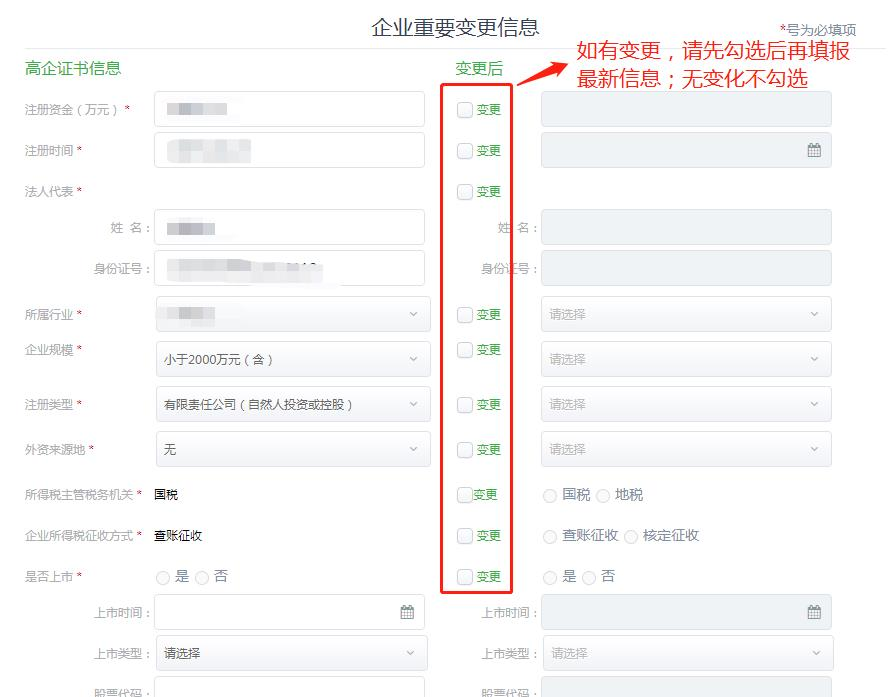 企业重要变更信息
*号为必填项
如有变更，请先勾选后再填报
最新信息；无变化不勾选
高企证书信息 变更后
注册资金（万元） * 变更
注册时间 * 变更
法人代表 * 变更
姓 名： 姓 名：
身份证号： 身份证号：
所属行业 * 变更 请选择
企业规模 * 小于2000万元（含） 变更 请选择
注册类型 * 有限责任公司（自然人投资或控股） 变更 请选择
外资来源地 * 无 变更 请选择
所得税主管税务机关 * 国税 变更 国税 地税
企业所得税征收方式 * 查账征收 变更 查账征收 核定征收
是否上市 * 是 否 变更 是 否
上市时间： 上市时间：
上市类型： 请选择 上市类型： 请选择
股票代码： 股票代码：